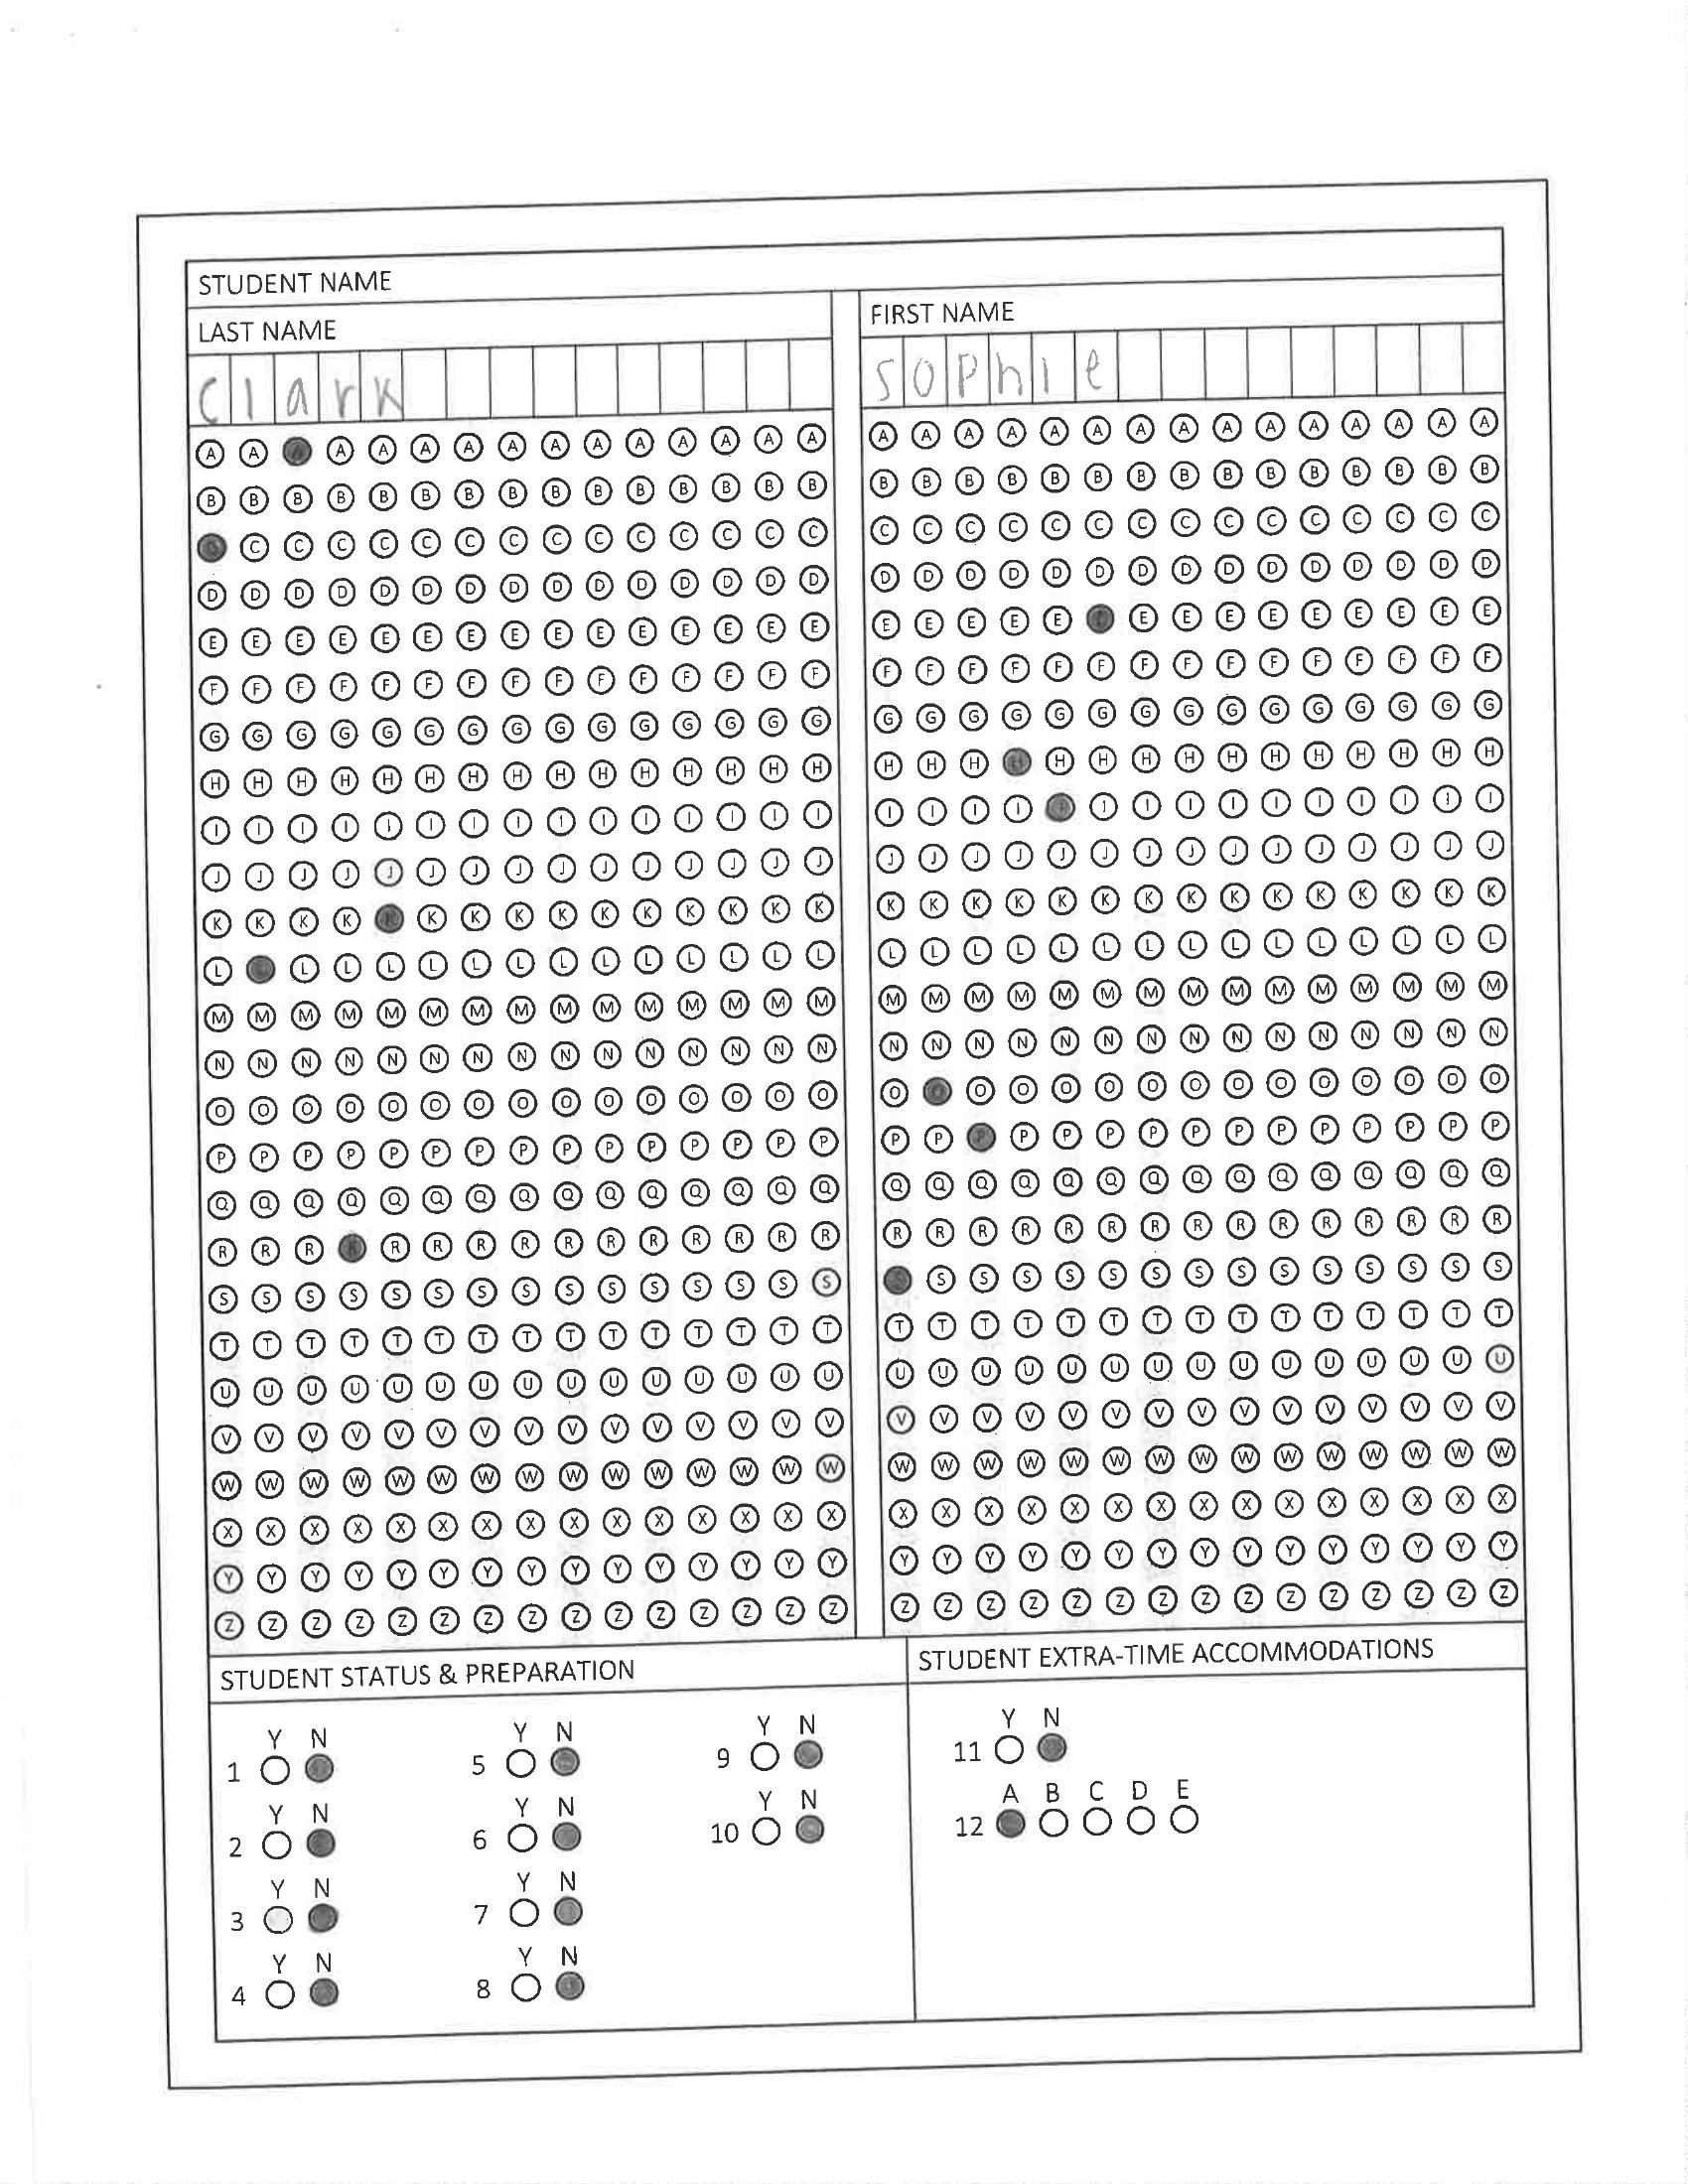 STUDENT NAME
LAST NAME FIRST NAME
Clark sophie
A A A A A A A A A A A A A A A A A A A A A A A A A A A A A A
B B B B B B B B B B B B B B B B B B B B B B B B B B B B B B
C C C C C C C C C C C C C C C C C C C C C C C C C C C C C C
D D D D D D D D D D D D D D D D D D D D D D D D D D D D D D
E E E E E E E E E E E E E E E E E E E E E E E E E E E E E E
F F F F F F F F F F F F F F F F F F F F F F F F F F F F F F
G G G G G G G G G G G G G G G G G G G G G G G G G G G G G G
H H H H H H H H H H H H H H H H H H H H H H H H H H H H H H
I I I I I I I I I I I I I I I I I I I I I I I I I I I I I I
J J J J J J J J J J J J J J J J J J J J J J J J J J J J J J
K K K K K K K K K K K K K K K K K K K K K K K K K K K K K K
L L L L L L L L L L L L L L L L L L L L L L L L L L L L L L
M M M M M M M M M M M M M M M M M M M M M M M M M M M M M M
N N N N N N N N N N N N N N N N N N N N N N N N N N N N N N
O O O O O O O O O O O O O O O O O O O O O O O O O O O O O O
P P P P P P P P P P P P P P P P P P P P P P P P P P P P P P
Q Q Q Q Q Q Q Q Q Q Q Q Q Q Q Q Q Q Q Q Q Q Q Q Q Q Q Q Q Q
R R R R R R R R R R R R R R R R R R R R R R R R R R R R R R
S S S S S S S S S S S S S S S S S S S S S S S S S S S S S S
T T T T T T T T T T T T T T T T T T T T T T T T T T T T T T
U U U U U U U U U U U U U U U U U U U U U U U U U U U U U U
V V V V V V V V V V V V V V V V V V V V V V V V V V V V V V
W W W W W W W W W W W W W W W W W W W W W W W W W W W W W W
X X X X X X X X X X X X X X X X X X X X X X X X X X X X X X
Y Y Y Y Y Y Y Y Y Y Y Y Y Y Y Y Y Y Y Y Y Y Y Y Y Y Y Y Y Y
Z Z Z Z Z Z Z Z Z Z Z Z Z Z Z Z Z Z Z Z Z Z Z Z Z Z Z Z Z Z
STUDENT STATUS & PREPARATION STUDENT EXTRA-TIME ACCOMMODATIONS
Y N Y N Y N Y N
1 5 9 11
Y N Y N Y N A B C D E
2 6 10 12
Y N Y N
3 7
Y N Y N
4 8